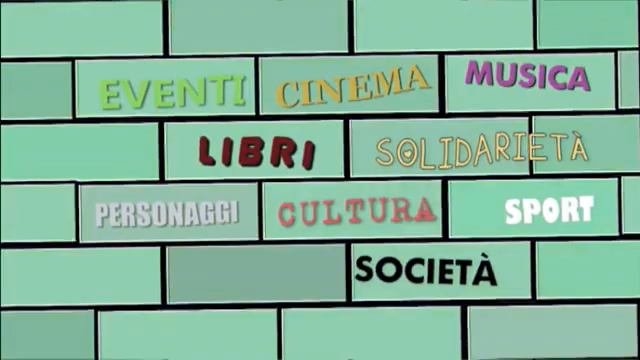 EVENTI CINEMA MUSICA
LIBRI SOLIDARIETÀ
PERSONAGGI CULTURA SPORT
SOCIETÀ